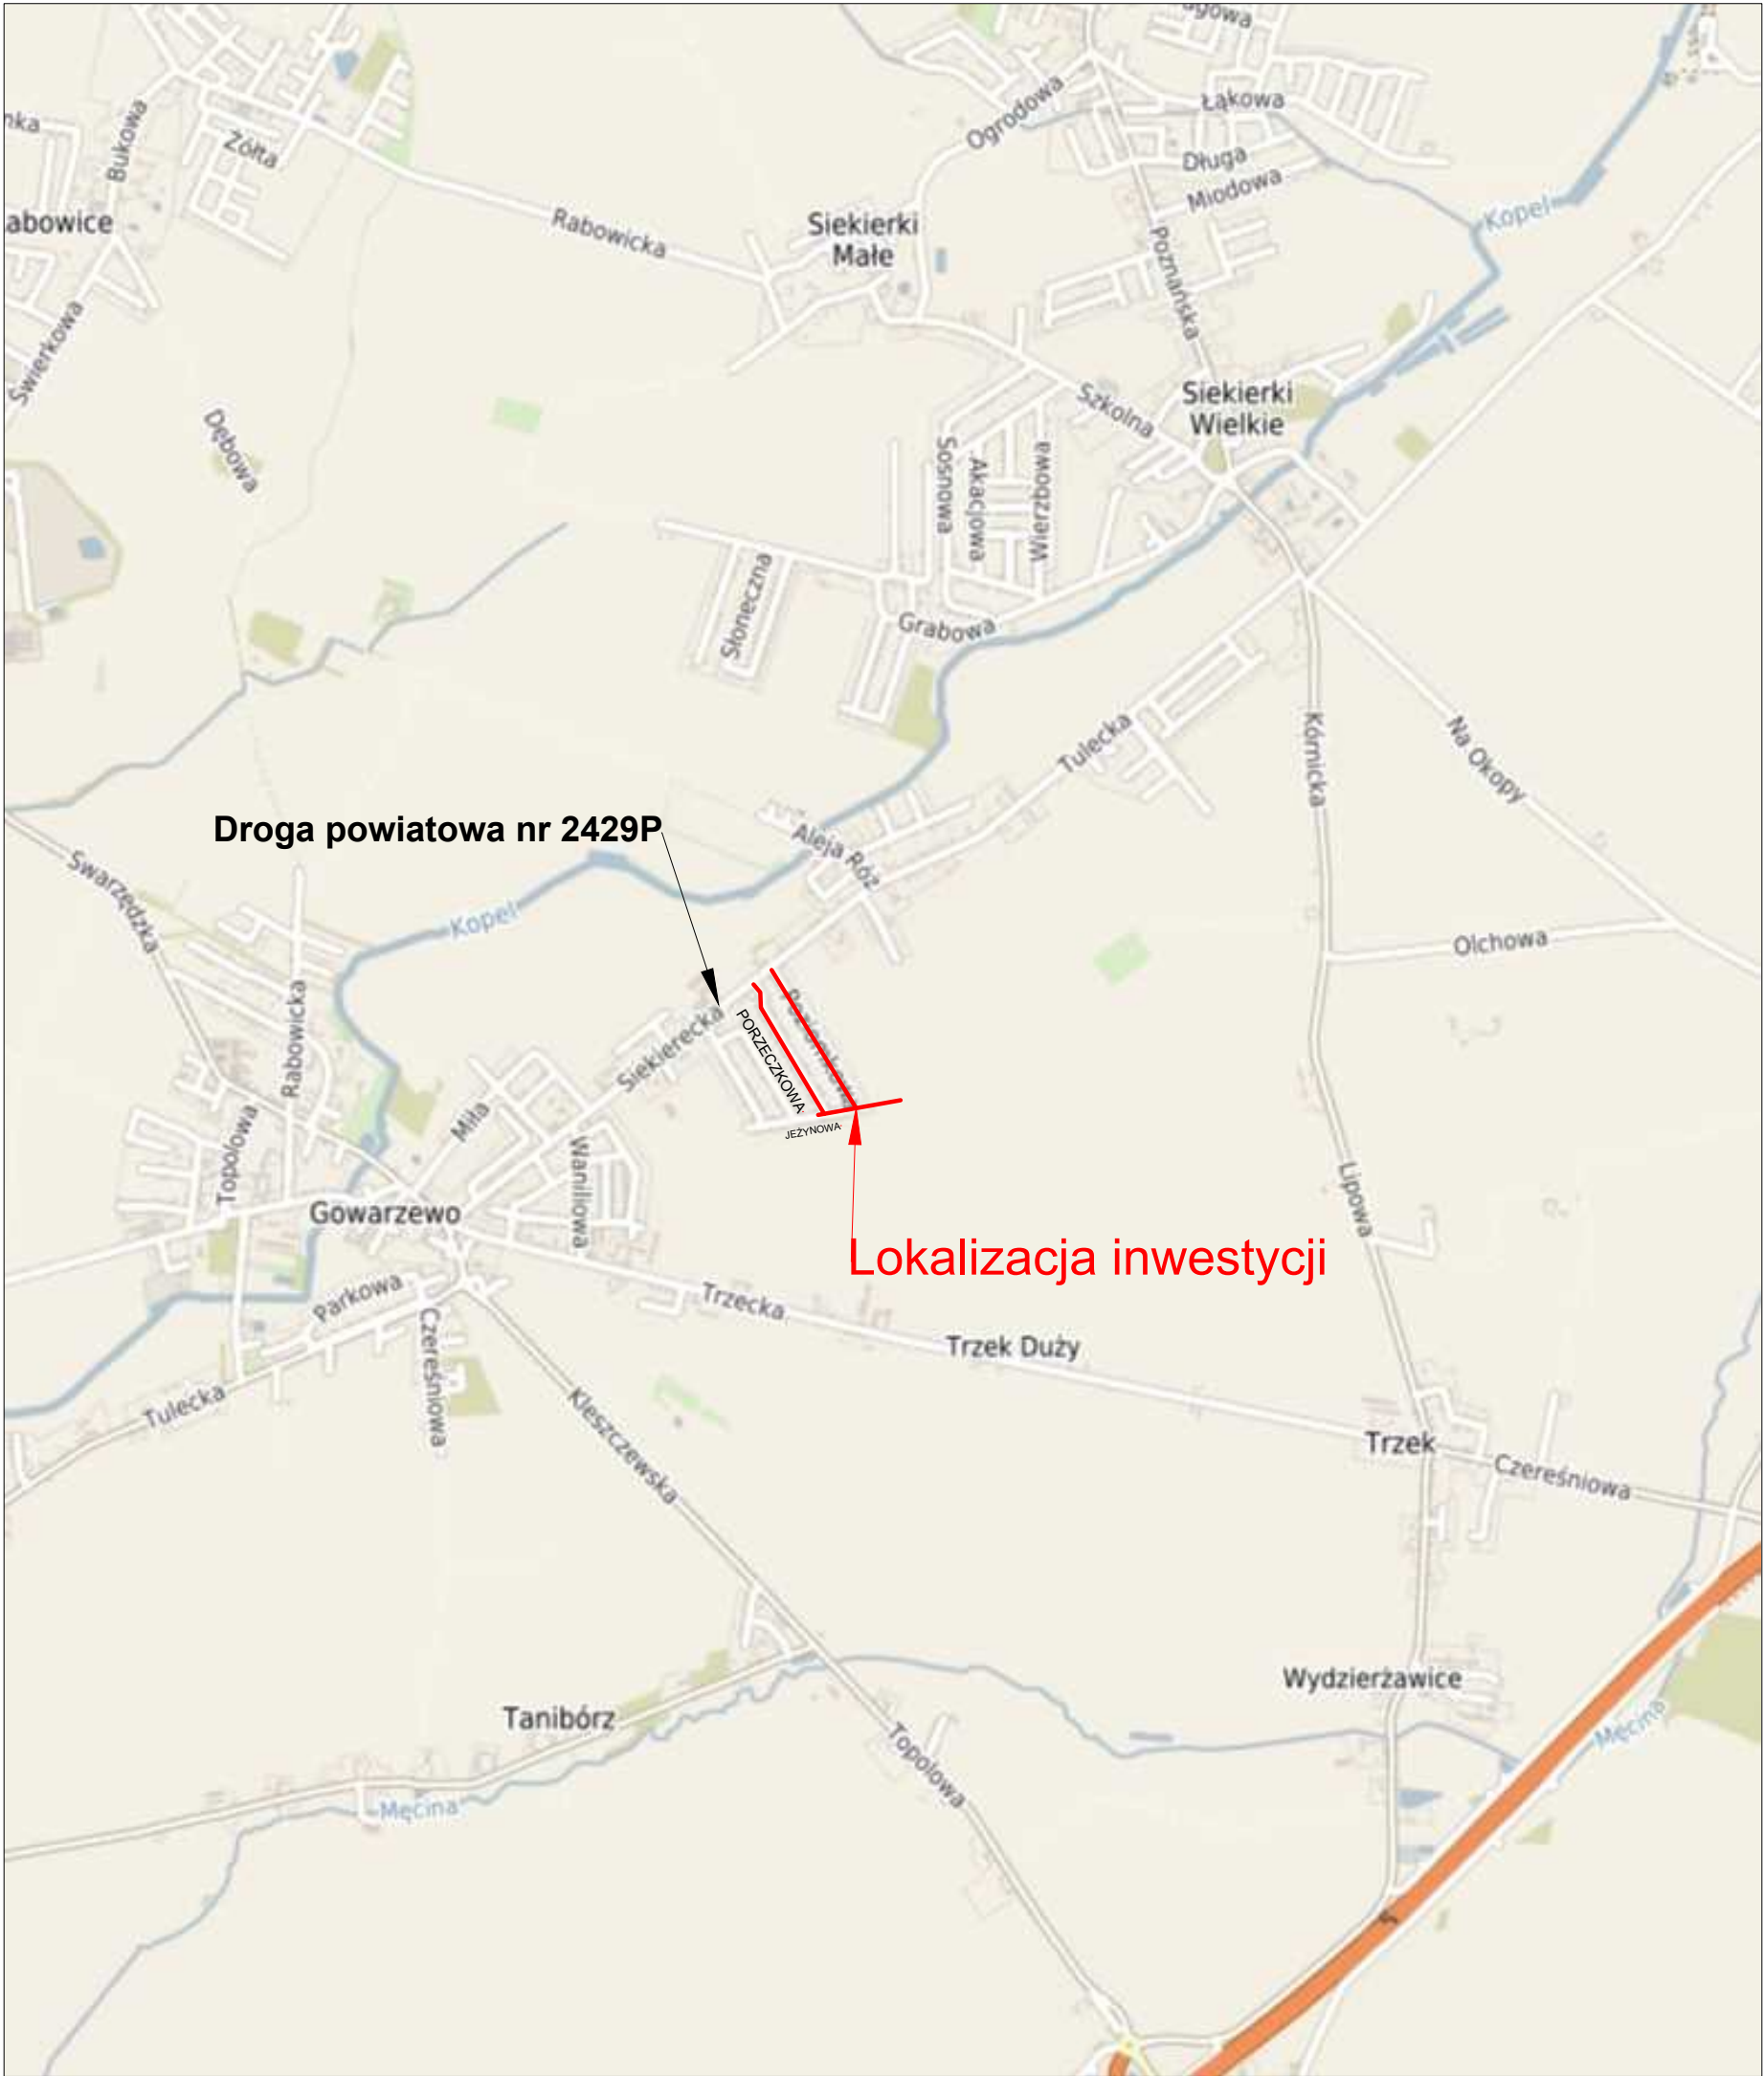 Łąkowa
Ogrodowa
Bukowa
Żółta
Długa
Miodowa
abowice
Rabowicka
Siekierki
Małe
Kopel
Poznańska
Świerkowa
Siekierki
Wielkie
Szkolna
Dębowa
Sosnowa
Akacjowa
Wierzbowa
Słoneczna
Grabowa
Tulecka
Kórnicka
Na Okopy
Droga powiatowa nr 2429P
Aleja Róż
Swarzędzka
Kopel
Olchowa
Rabowicka
Siekierecka
PORZECZKOWA
Poziomkowa
JEŻYNOWA
Miła
Topolowa
Waniliowa
Gowarzewo
Lipowa
Lokalizacja inwestycji
Parkowa
Trzecka
Czereśniowa
Trzek Duży
Tulecka
Kleszczewska
Trzek
Czereśniowa
Wydzierżawice
Tanibórz
Męcina
Topolowa
Męcina